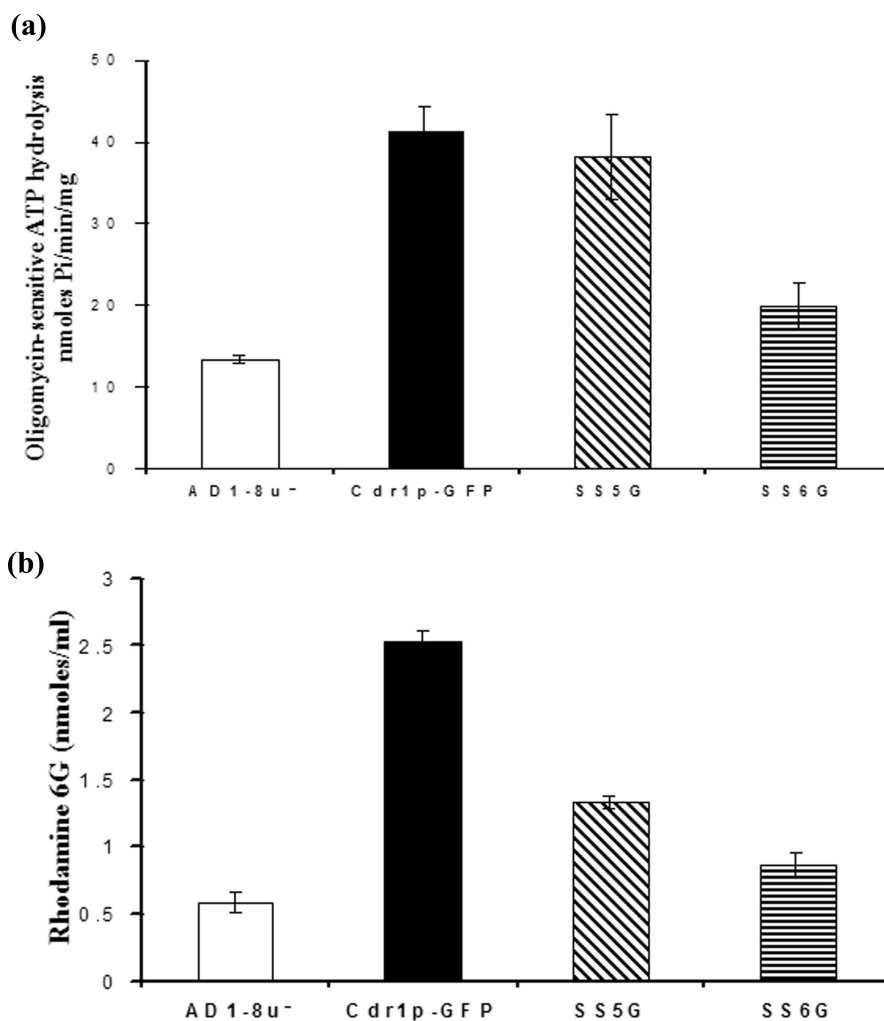 (a)
Oligomycin-sensitive ATP hydrolysis
nmoles Pi/min/mg
50
40
30
20
10
0
AD1-8u⁻ Cdr1p-GFP SS5G SS6G
(b)
Rhodamine 6G (nmoles/ml)
3
2.5
2
1.5
1
0.5
0
AD1-8u⁻ Cdr1p-GFP SS5G SS6G